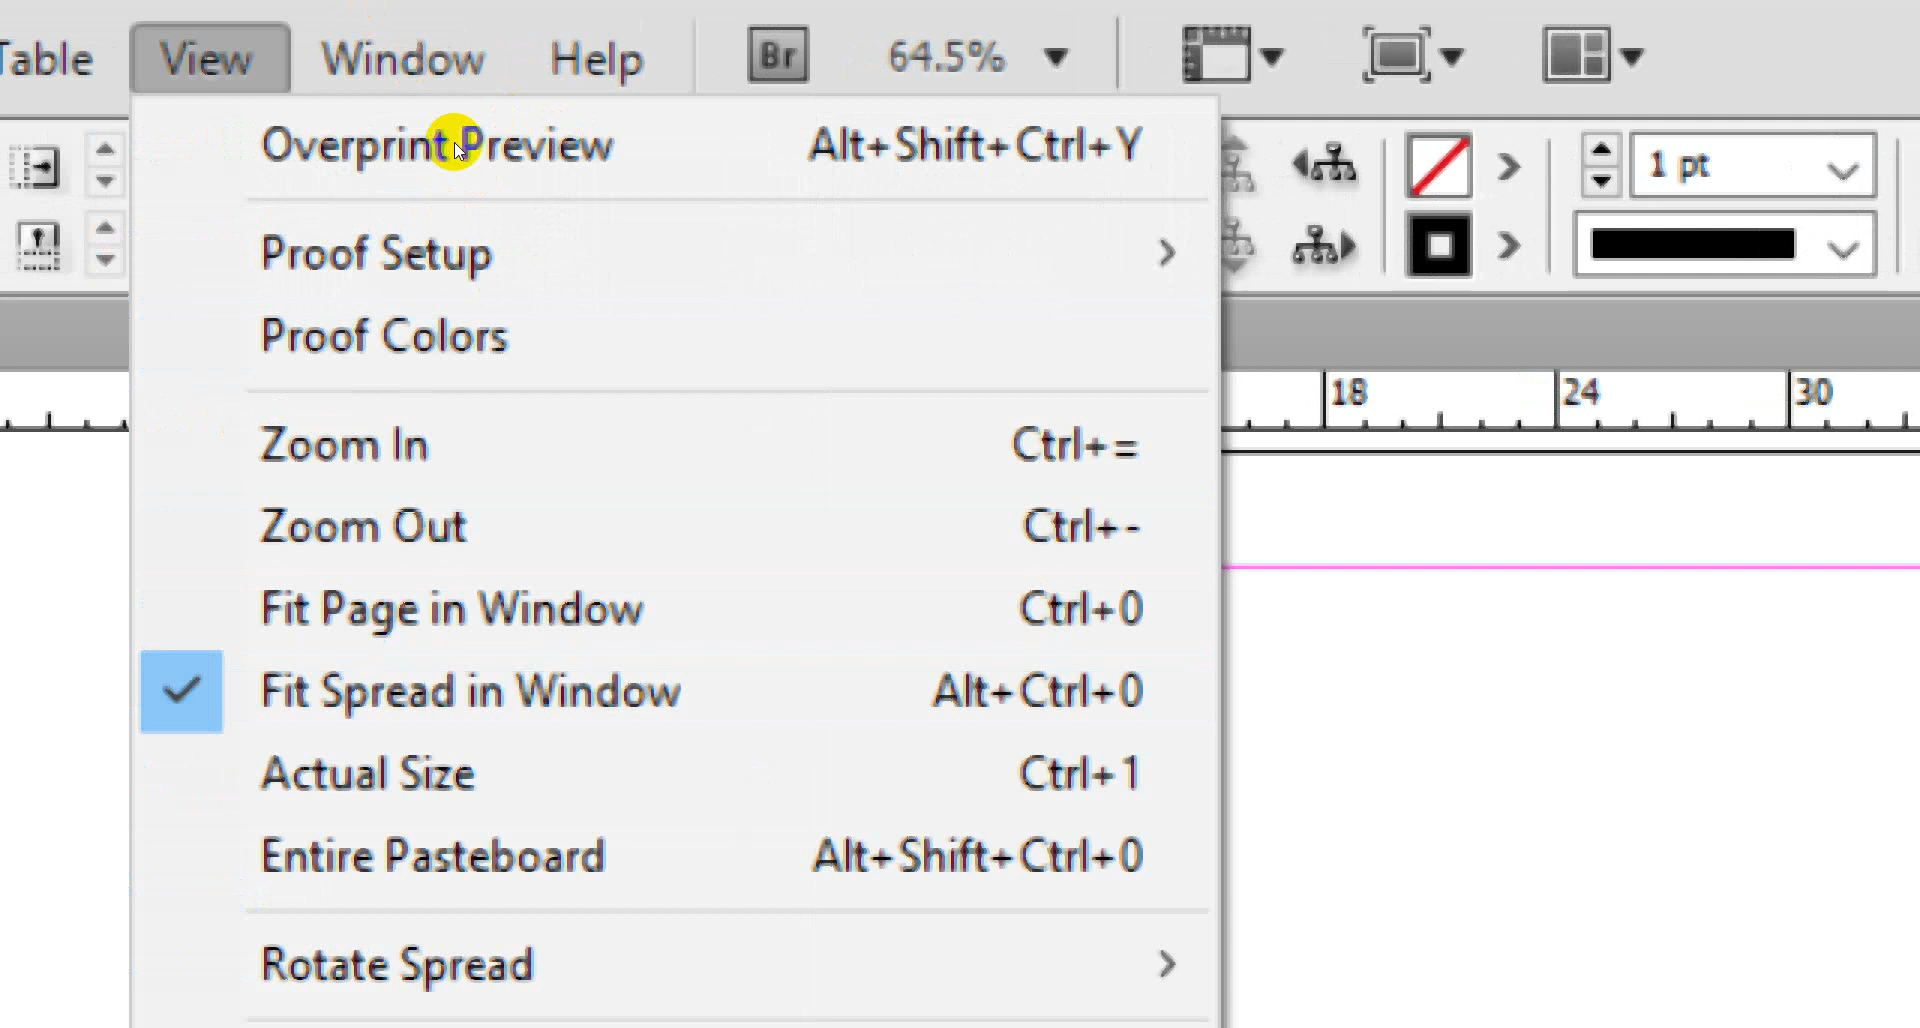 Table View Window Help Br 64.5%
Overprint Preview Alt+Shift+Ctrl+Y
1 pt
Proof Setup
Proof Colors
18 24 30
Zoom In Ctrl+=
Zoom Out Ctrl+-
Fit Page in Window Ctrl+0
Fit Spread in Window Alt+Ctrl+0
Actual Size Ctrl+1
Entire Pasteboard Alt+Shift+Ctrl+0
Rotate Spread